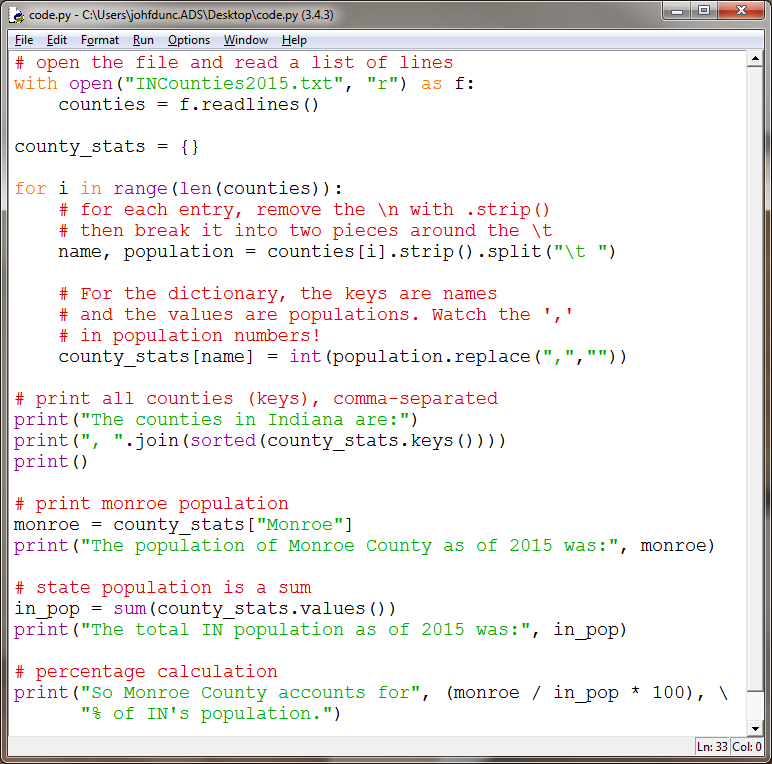 code.py - C:\Users\johfdunc.ADS\Desktop\code.py (3.4.3)
File Edit Format Run Options Window Help
# open the file and read a list of lines
with open("INCounties2015.txt", "r") as f:
    counties = f.readlines()

county_stats = {}

for i in range(len(counties)):
    # for each entry, remove the \n with .strip()
    # then break it into two pieces around the \t
    name, population = counties[i].strip().split("\t ")

    # For the dictionary, the keys are names
    # and the values are populations. Watch the ','
    # in population numbers!
    county_stats[name] = int(population.replace(",",""))

# print all counties (keys), comma-separated
print("The counties in Indiana are:")
print(", ".join(sorted(county_stats.keys())))
print()

# print monroe population
monroe = county_stats["Monroe"]
print("The population of Monroe County as of 2015 was:", monroe)

# state population is a sum
in_pop = sum(county_stats.values())
print("The total IN population as of 2015 was:", in_pop)

# percentage calculation
print("So Monroe County accounts for", (monroe / in_pop * 100), \
      "% of IN's population.")
Ln: 33 Col: 0